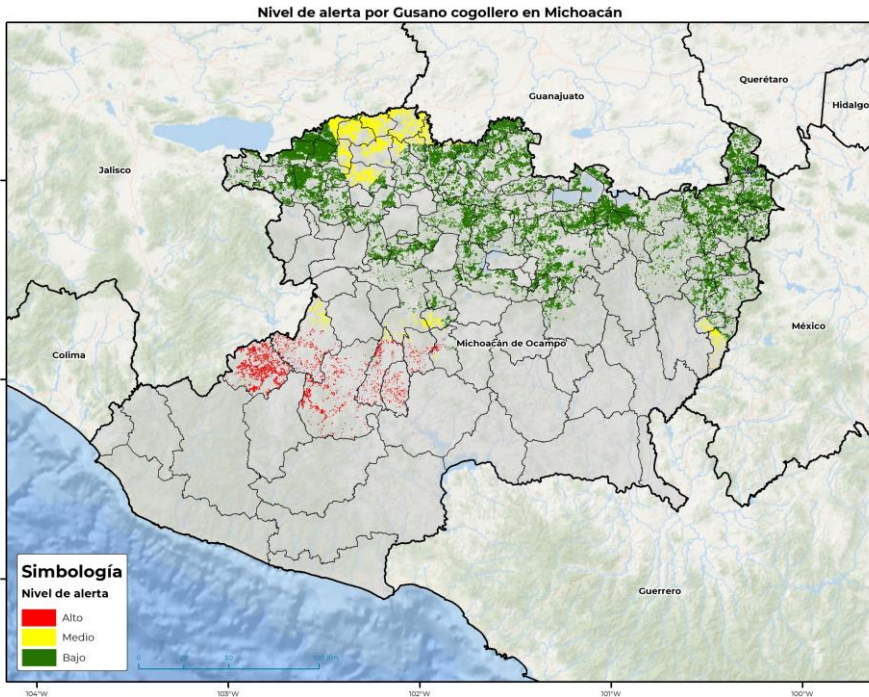 Nivel de alerta por Gusano cogollero en Michoacán
Querétaro
Guanajuato
Hidalgo
Jalisco
México
Michoacán de Ocampo
Colima
Guerrero
Simbología
Nivel de alerta
Alto
Medio
Bajo
0 25 50 100 Km
104°W 103°W 102°W 101°W 100°W